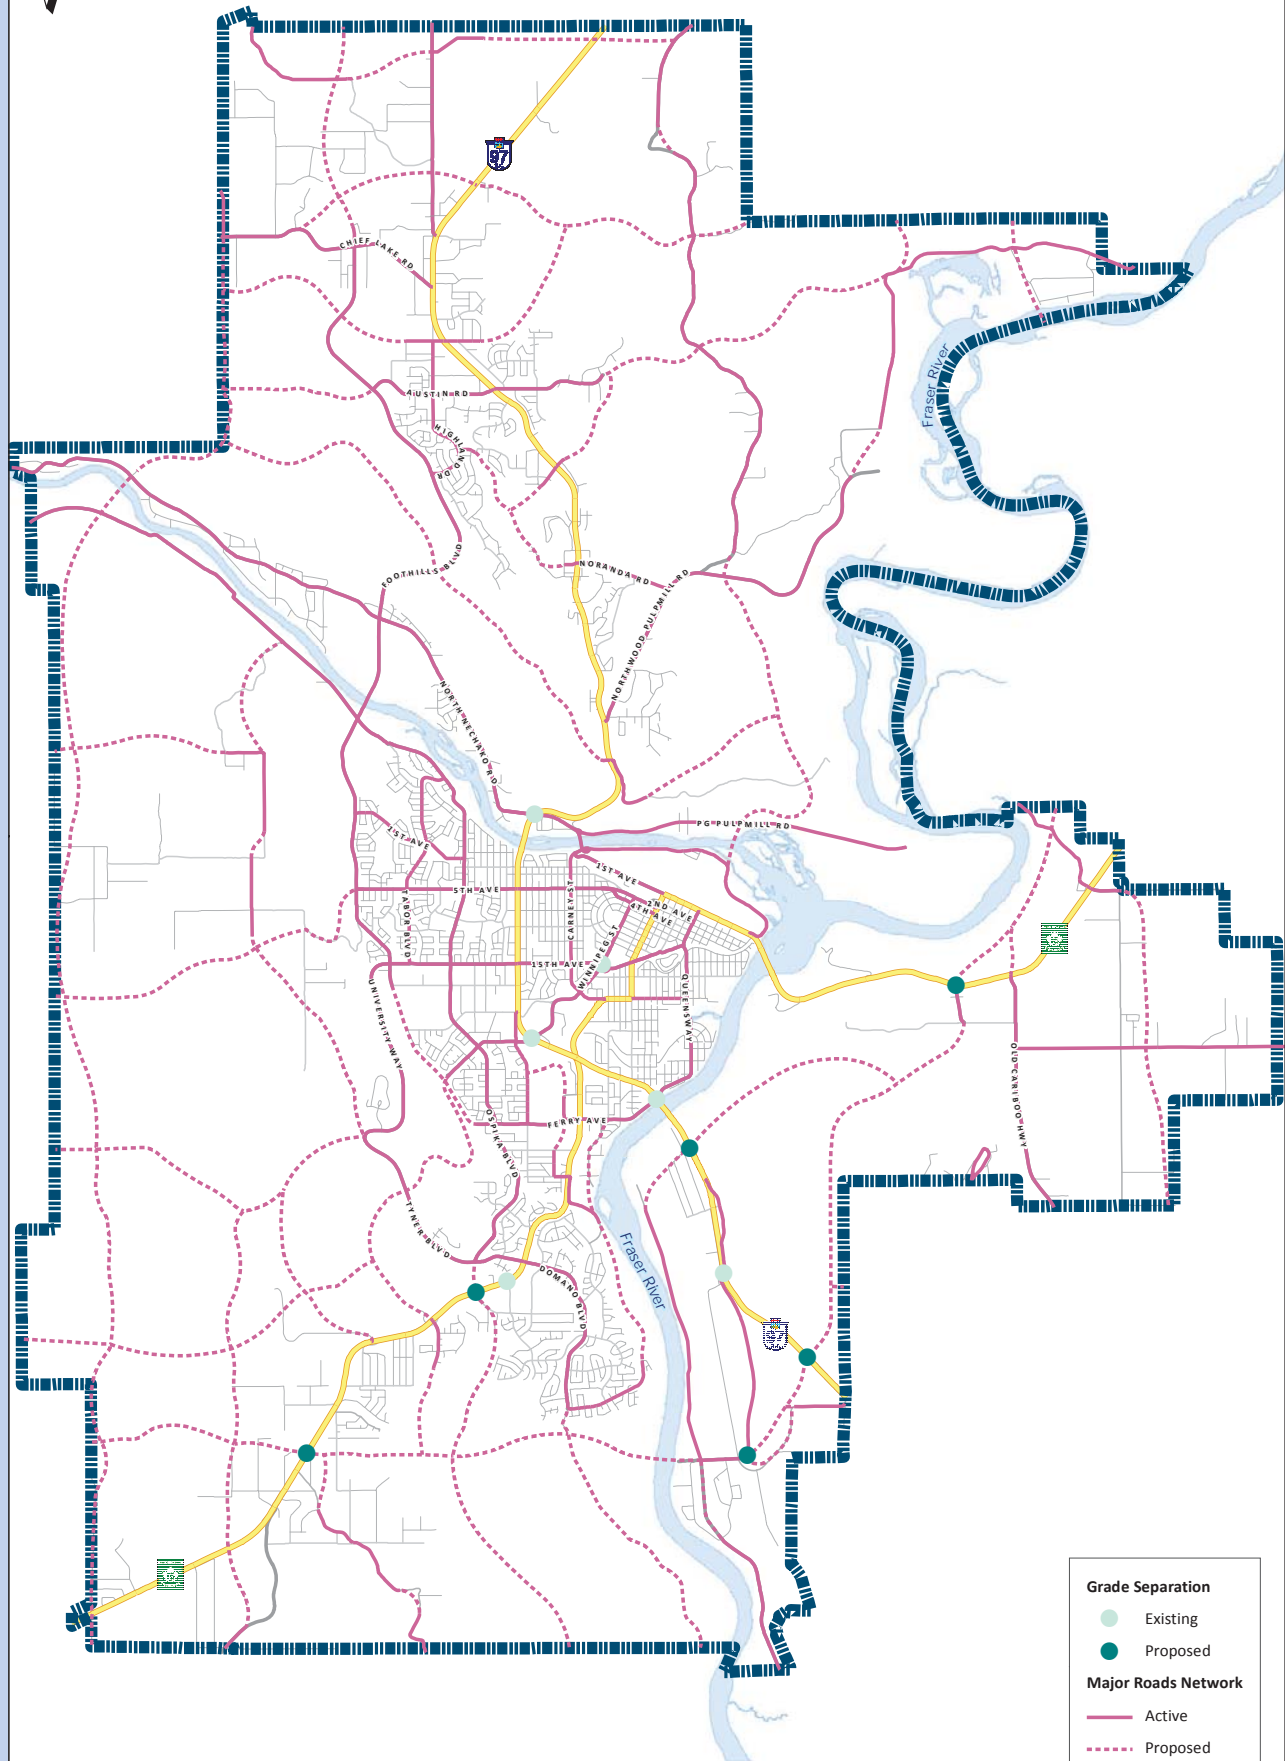 97
CHIEF LAKE RD
Fraser River
AUSTIN RD
HIGHLAND DR
FOOTHILLS BLVD
NORANDA RD
NORTHWOOD PULPMILL RD
NORTH NECHAKO RD
PG PULPMILL RD
1ST AVE
1ST AVE
5TH AVE
2ND AVE
4TH AVE
TABOR BLVD
CARNEY ST
WINNIPEG ST
15TH AVE
UNIVERSITY WAY
QUEENSWAY
OLD CARIBOO HWY
OSPIKA BLVD
FERRY AVE
TYNER BLVD
Fraser River
DOMANO BLVD
97
Grade Separation
Existing
Proposed
Major Roads Network
Active
Proposed